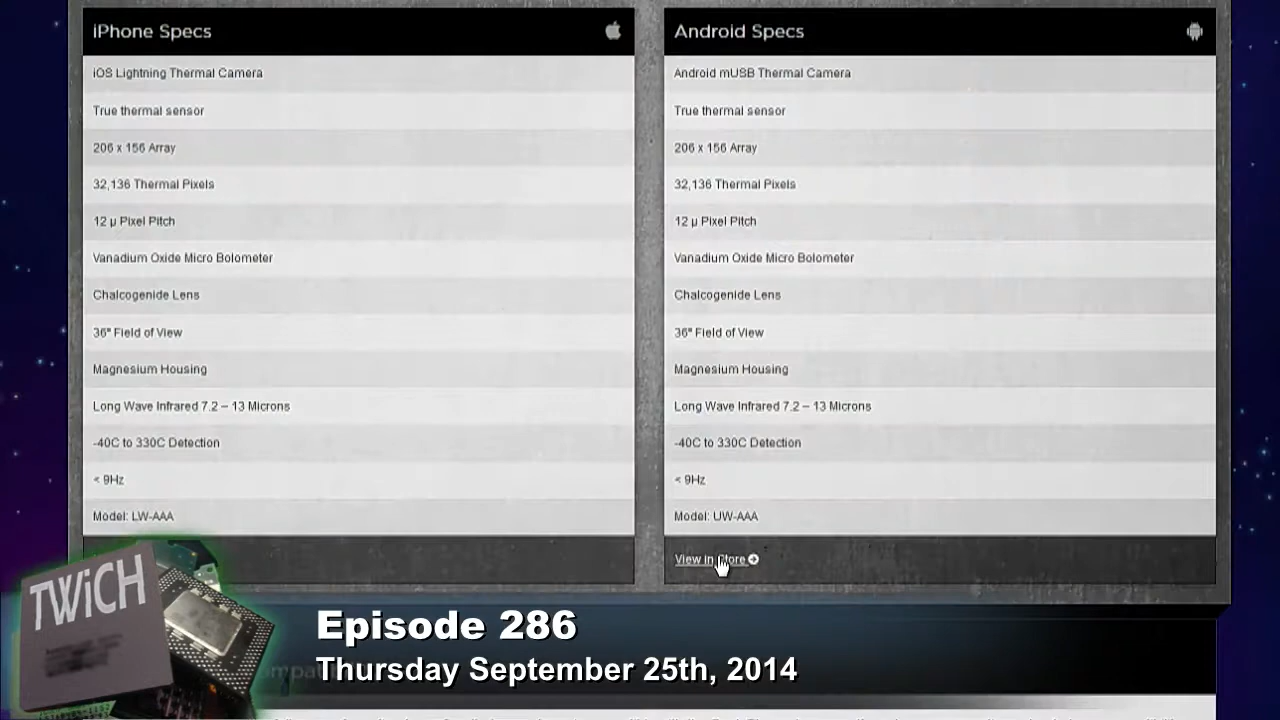 iPhone Specs
iOS Lightning Thermal Camera
True thermal sensor
206 x 156 Array
32,136 Thermal Pixels
12 µ Pixel Pitch
Vanadium Oxide Micro Bolometer
Chalcogenide Lens
36° Field of View
Magnesium Housing
Long Wave Infrared 7.2 – 13 Microns
-40C to 330C Detection
< 9Hz
Model: LW-AAA
Android Specs
Android mUSB Thermal Camera
True thermal sensor
206 x 156 Array
32,136 Thermal Pixels
12 µ Pixel Pitch
Vanadium Oxide Micro Bolometer
Chalcogenide Lens
36° Field of View
Magnesium Housing
Long Wave Infrared 7.2 – 13 Microns
-40C to 330C Detection
< 9Hz
Model: UW-AAA
View in Store
TWiCH
Episode 286
Thursday September 25th, 2014